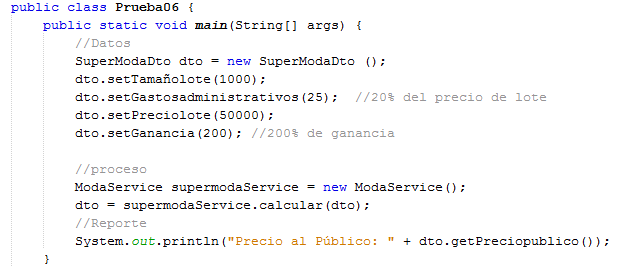 public class Prueba06 {
public static void main(String[] args) {
//Datos
SuperModaDto dto = new SuperModaDto ();
dto.setTamañolote(1000);
dto.setGastosadministrativos(25);  //20% del precio de lote
dto.setPreciolote(50000);
dto.setGanancia(200); //200% de ganancia
//proceso
ModaService supermodaService = new ModaService();
dto = supermodaService.calcular(dto);
//Reporte
System.out.println("Precio al Público: " + dto.getPreciopublico());
}